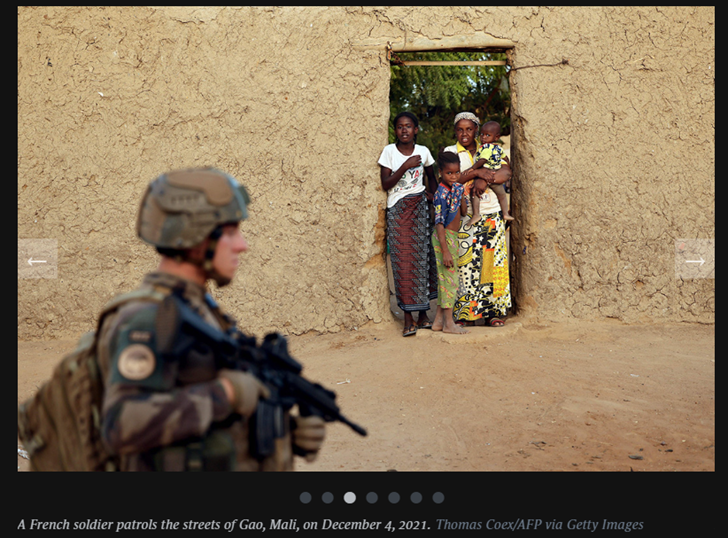 A French soldier patrols the streets of Gao, Mali, on December 4, 2021. Thomas Coex/AFP via Getty Images